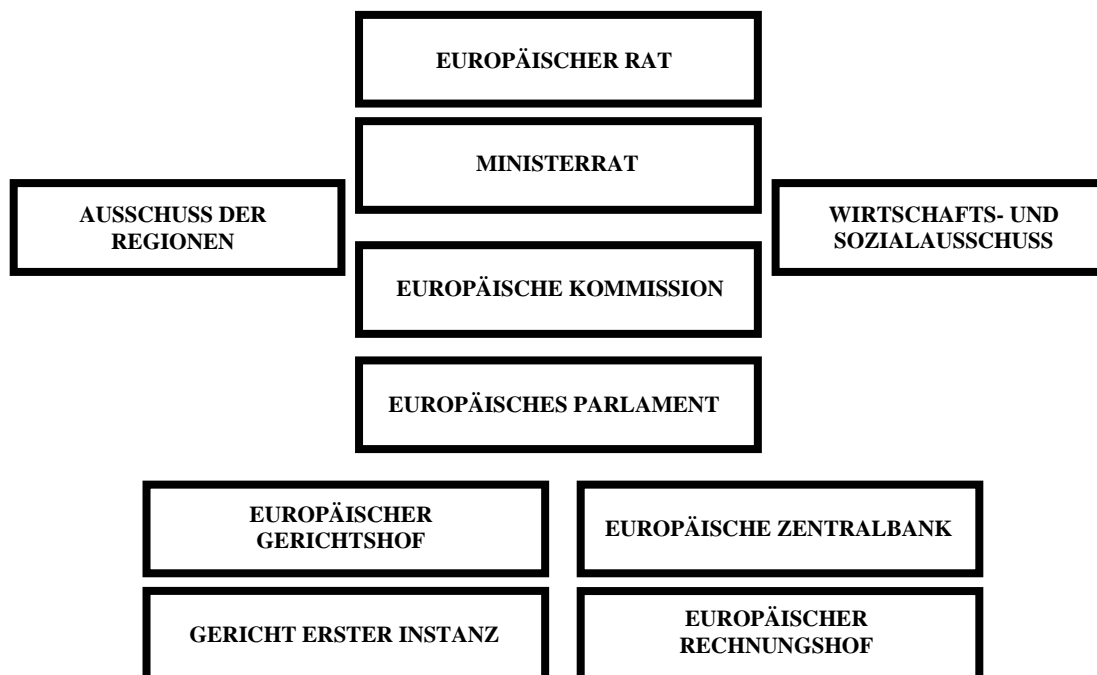 EUROPÄISCHER RAT
MINISTERRAT
AUSSCHUSS DER
REGIONEN
WIRTSCHAFTS- UND
SOZIALAUSSCHUSS
EUROPÄISCHE KOMMISSION
EUROPÄISCHES PARLAMENT
EUROPÄISCHER
GERICHTSHOF
EUROPÄISCHE ZENTRALBANK
GERICHT ERSTER INSTANZ
EUROPÄISCHER
RECHNUNGSHOF